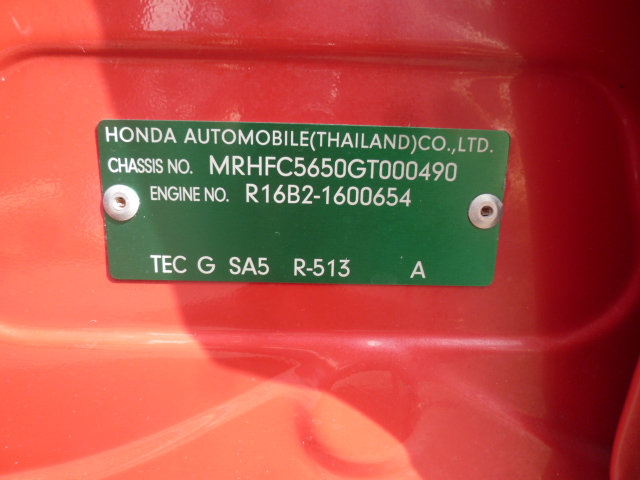 HONDA AUTOMOBILE(THAILAND)CO.,LTD.
CHASSIS NO. MRHFC5650GT000490
ENGINE NO. R16B2-1600654
TEC G SA5 R-513 A